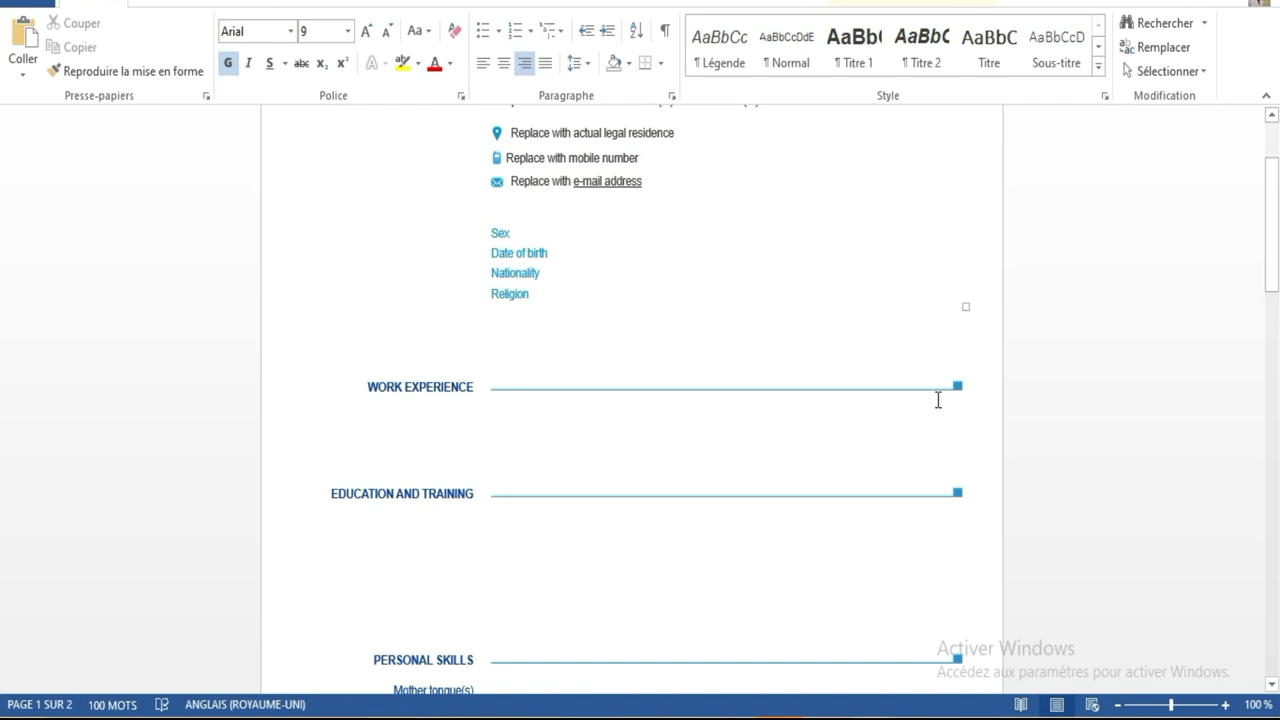 Couper
Copier
Coller
Reproduire la mise en forme
Presse-papiers
Arial
9
Aa
G I S abc x₂ x²
A A
Police
Paragraphe
AaBbCc AaBbCcDdE AaBb( AaBbC AaBbC AaBbCcD
¶ Légende ¶ Normal ¶ Titre 1 ¶ Titre 2 Titre Sous-titre
Style
Rechercher
Remplacer
Sélectionner
Modification
Replace with actual legal residence
Replace with mobile number
Replace with e-mail address
Sex
Date of birth
Nationality
Religion
WORK EXPERIENCE
EDUCATION AND TRAINING
PERSONAL SKILLS
Mother tongue(s)
Activer Windows
Accédez aux paramètres pour activer Windows.
PAGE 1 SUR 2 100 MOTS ANGLAIS (ROYAUME-UNI) 100 %